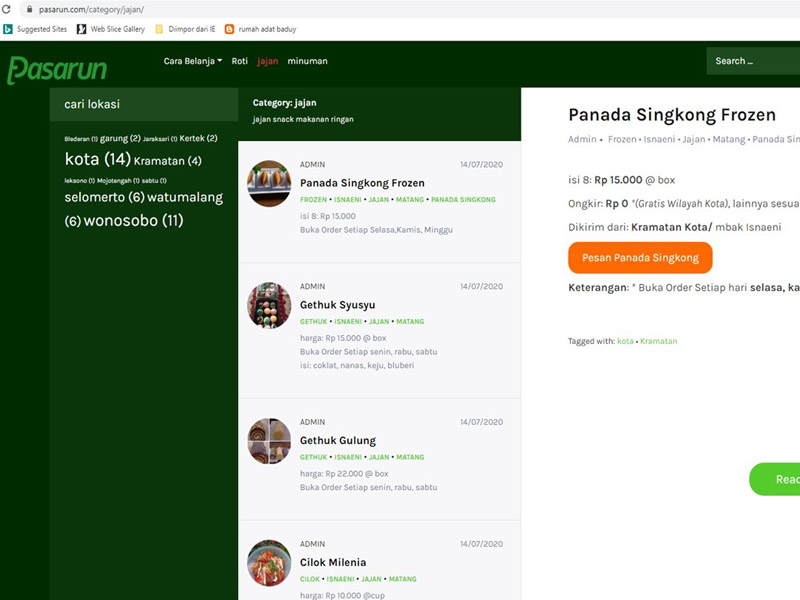 pasarun.com/category/jajan/
Suggested Sites Web Slice Gallery Diimpor dari IE rumah adat baduy
Pasarun
Cara Belanja Roti jajan minuman
Search ...
cari lokasi
Blederan (1) garung (2) Jaraksari (1) Kertek (2)
kota (14) Kramatan (4)
leksono (1) Mojotengah (1) sabtu (1)
selomerto (6) watumalang
(6) wonosobo (11)
Category: jajan
jajan snack makanan ringan
ADMIN 14/07/2020
Panada Singkong Frozen
FROZEN • ISNAENI • JAJAN • MATANG • PANADA SINGKONG
isi 8: Rp 15.000
Buka Order Setiap Selasa,Kamis, Minggu
ADMIN 14/07/2020
Gethuk Syusyu
GETHUK • ISNAENI • JAJAN • MATANG
harga: Rp 15.000 @ box
Buka Order Setiap senin, rabu, sabtu
isi: coklat, nanas, keju, bluberi
ADMIN 14/07/2020
Gethuk Gulung
GETHUK • ISNAENI • JAJAN • MATANG
harga: Rp 22.000 @ box
Buka Order Setiap senin, rabu, sabtu
ADMIN 14/07/2020
Cilok Milenia
CILOK • ISNAENI • JAJAN • MATANG
harga: Rp 10.000 @cup
Panada Singkong Frozen
Admin • Frozen • Isnaeni • Jajan • Matang • Panada Sin
isi 8: Rp 15.000 @ box
Ongkir: Rp 0 *(Gratis Wilayah Kota), lainnya sesua
Dikirim dari: Kramatan Kota/ mbak Isnaeni
Pesan Panada Singkong
Keterangan: * Buka Order Setiap hari selasa, ka
Tagged with: kota • Kramatan
Read